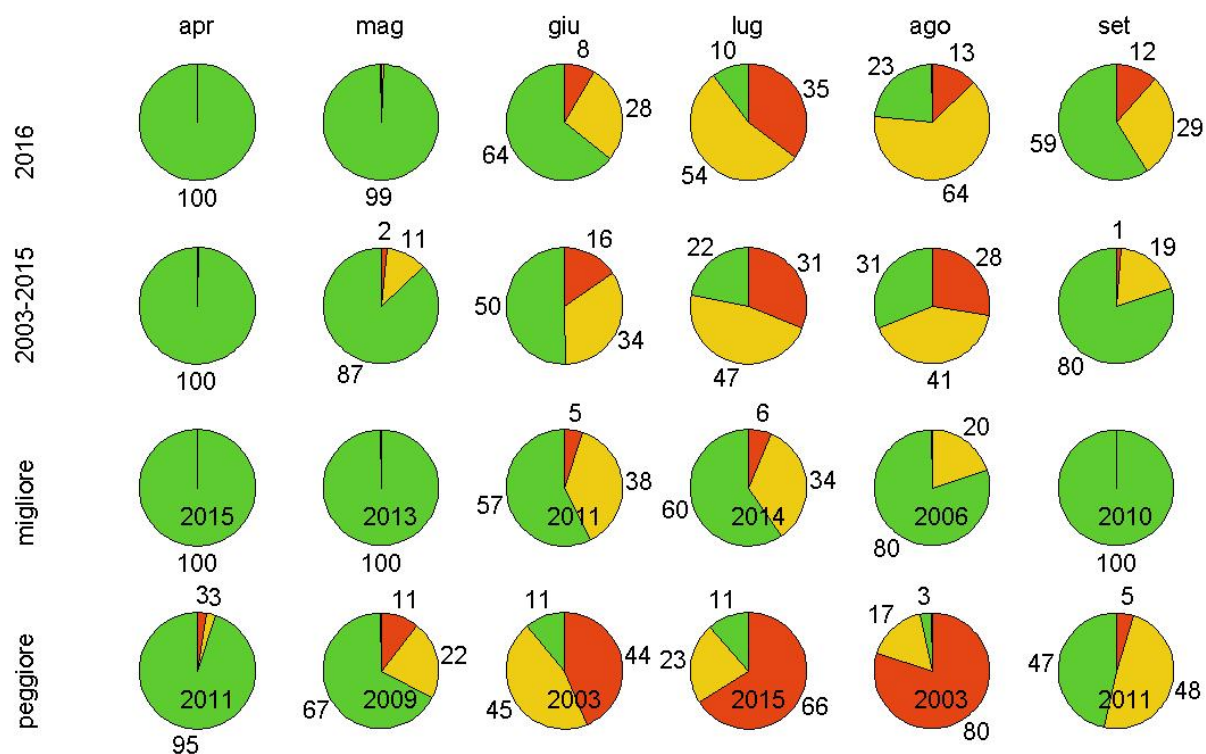 apr mag giu lug ago set
2016
100
99
8 28 64
10 35 54
23 13 64
12 29 59
2003-2015
100
2 11 87
16 50 34
22 31 47
31 28 41
1 19 80
migliore
2015 100
2013 100
5 38 57 2011
6 34 60 2014
20 80 2006
2010 100
peggiore
3 3 2011 95
11 22 67 2009
11 44 45 2003
11 23 66 2015
17 3 80 2003
5 47 48 2011